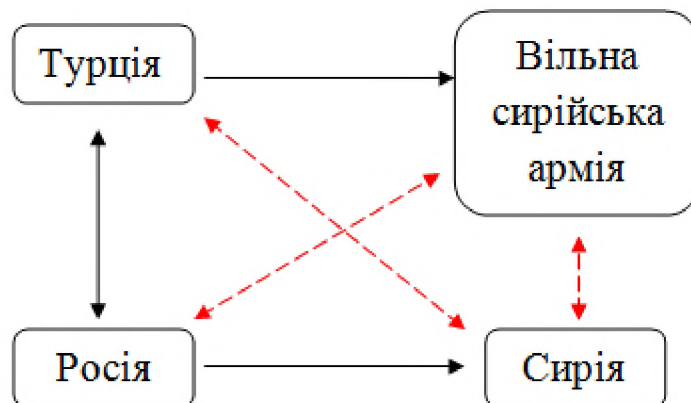 Турція
Вільна
сирійська
армія
Росія
Сирія